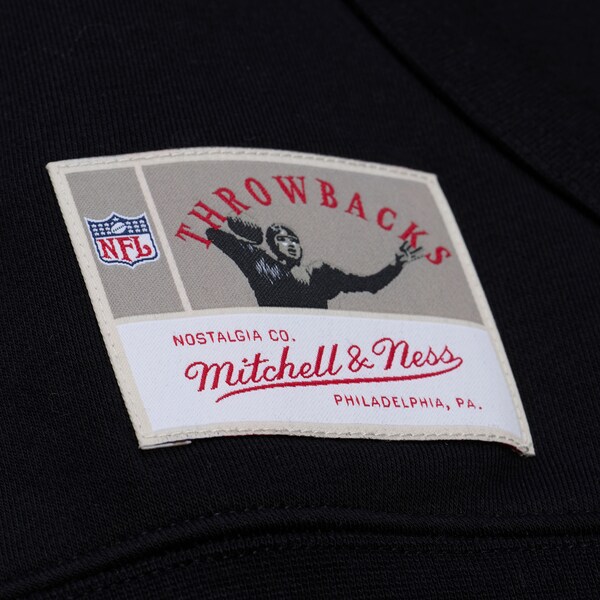 THROWBACKS
NFL
NOSTALGIA CO.
Mitchell & Ness
PHILADELPHIA, PA.